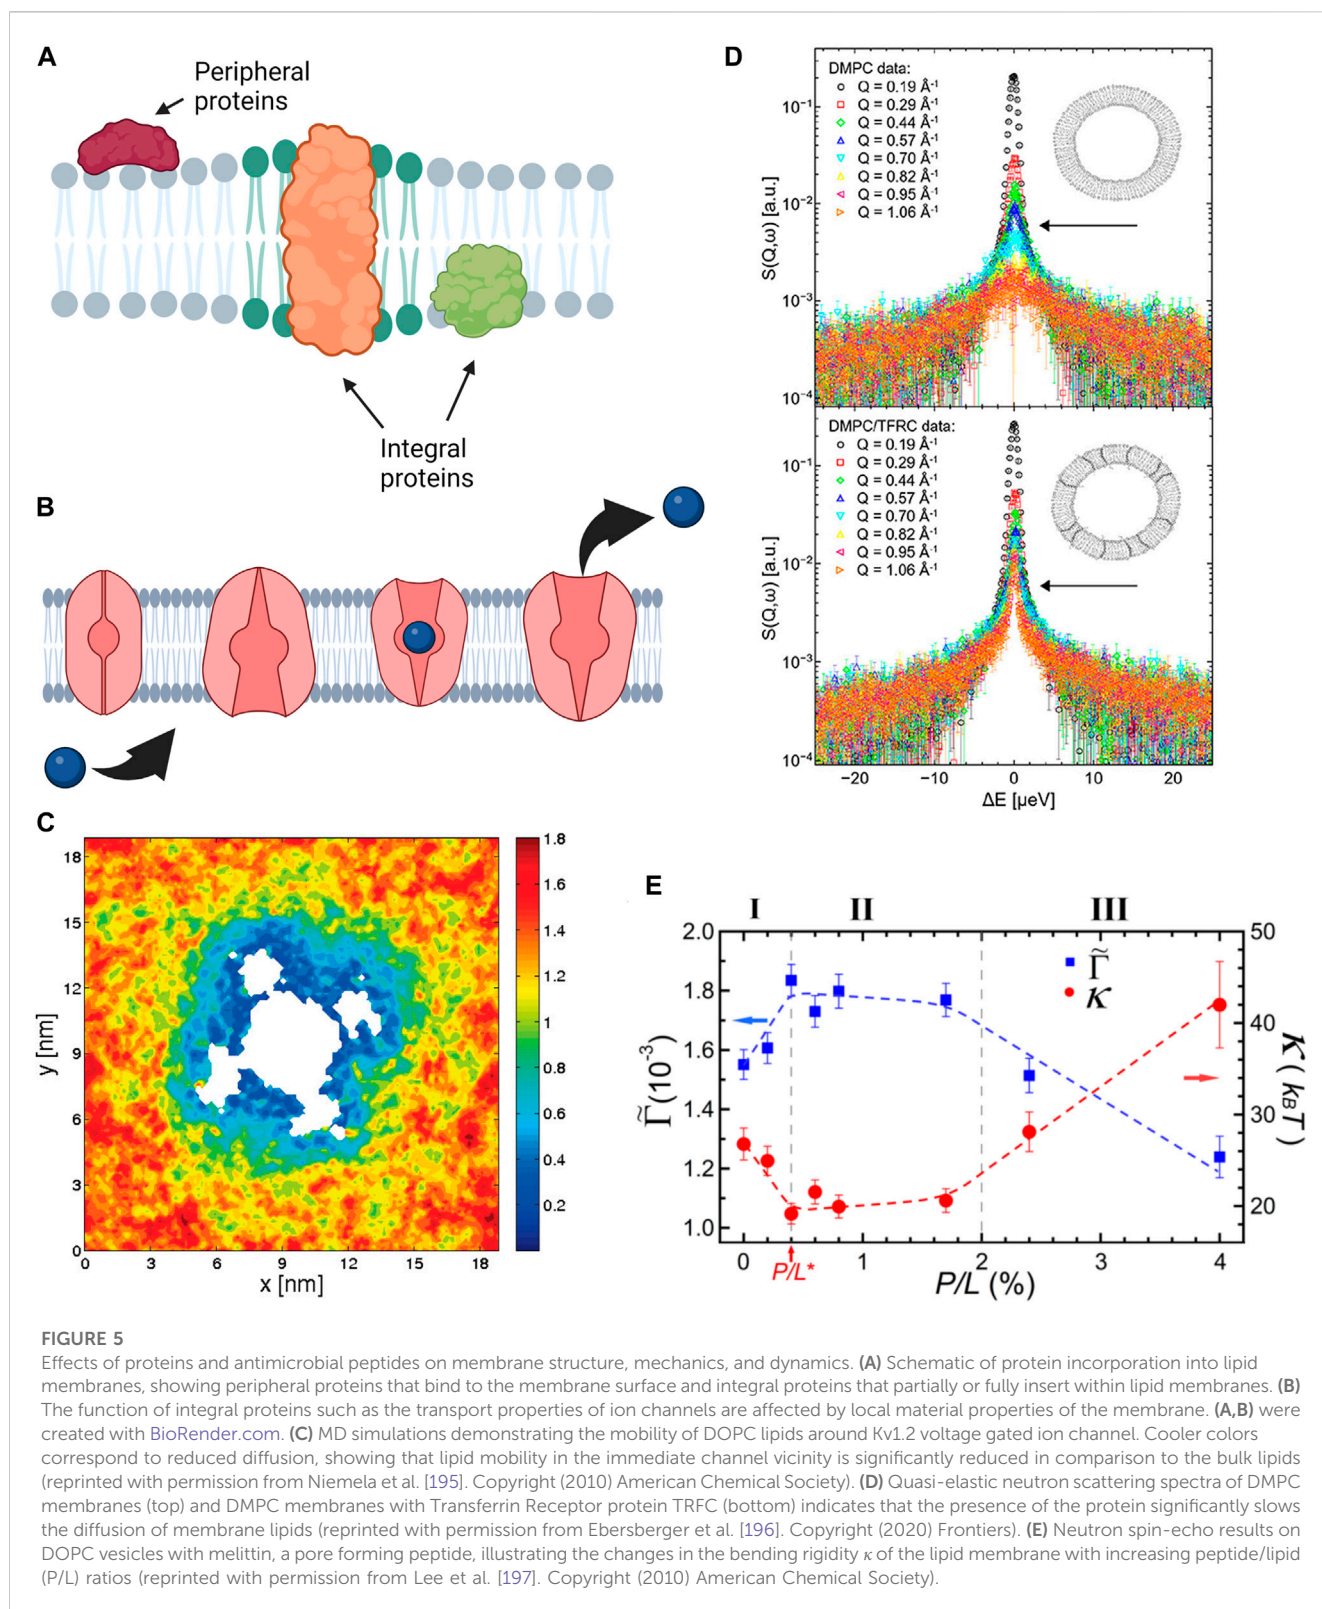 A
Peripheral
proteins
Integral
proteins
B
C
18
15
12
9
6
3
0
y [nm]
0 3 6 9 12 15 18
x [nm]
1.8
1.6
1.4
1.2
1
0.8
0.6
0.4
0.2
D
DMPC data:
Q = 0.19 Å⁻¹
Q = 0.29 Å⁻¹
Q = 0.44 Å⁻¹
Q = 0.57 Å⁻¹
Q = 0.70 Å⁻¹
Q = 0.82 Å⁻¹
Q = 0.95 Å⁻¹
Q = 1.06 Å⁻¹
S(Q,ω) [a.u.]
10⁻¹
10⁻²
10⁻³
10⁻⁴
DMPC/TFRC data:
Q = 0.19 Å⁻¹
Q = 0.29 Å⁻¹
Q = 0.44 Å⁻¹
Q = 0.57 Å⁻¹
Q = 0.70 Å⁻¹
Q = 0.82 Å⁻¹
Q = 0.95 Å⁻¹
Q = 1.06 Å⁻¹
S(Q,ω) [a.u.]
10⁻¹
10⁻²
10⁻³
10⁻⁴
−20 −10 0 10 20
ΔE [µeV]
E
I II III
2.0
1.8
1.6
1.4
1.2
1.0
Γ̃ (10⁻³)
Γ̃
κ
50
40
30
20
κ (k_BT)
0 1 2 3 4
P/L*
P/L (%)
FIGURE 5
Effects of proteins and antimicrobial peptides on membrane structure, mechanics, and dynamics. (A) Schematic of protein incorporation into lipid
membranes, showing peripheral proteins that bind to the membrane surface and integral proteins that partially or fully insert within lipid membranes. (B)
The function of integral proteins such as the transport properties of ion channels are affected by local material properties of the membrane. (A,B) were
created with BioRender.com. (C) MD simulations demonstrating the mobility of DOPC lipids around Kv1.2 voltage gated ion channel. Cooler colors
correspond to reduced diffusion, showing that lipid mobility in the immediate channel vicinity is significantly reduced in comparison to the bulk lipids
(reprinted with permission from Niemela et al. [195]. Copyright (2010) American Chemical Society). (D) Quasi-elastic neutron scattering spectra of DMPC
membranes (top) and DMPC membranes with Transferrin Receptor protein TRFC (bottom) indicates that the presence of the protein significantly slows
the diffusion of membrane lipids (reprinted with permission from Ebersberger et al. [196]. Copyright (2020) Frontiers). (E) Neutron spin-echo results on
DOPC vesicles with melittin, a pore forming peptide, illustrating the changes in the bending rigidity κ of the lipid membrane with increasing peptide/lipid
(P/L) ratios (reprinted with permission from Lee et al. [197]. Copyright (2010) American Chemical Society).